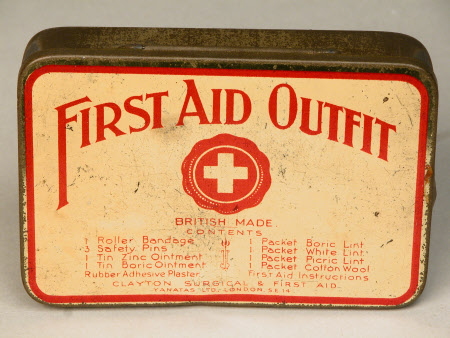 FIRST AID OUTFIT
BRITISH MADE
CONTENTS
1 Roller Bandage
3 Safety Pins
1 Tin Zinc Ointment
1 Tin Boric Ointment
Rubber Adhesive Plaster
1 Packet Boric Lint
1 Packet White Lint
1 Packet Picric Lint
1 Packet Cotton Wool
First Aid Instructions
CLAYTON SURGICAL & FIRST AID.
LTD. LONDON. S.E.14